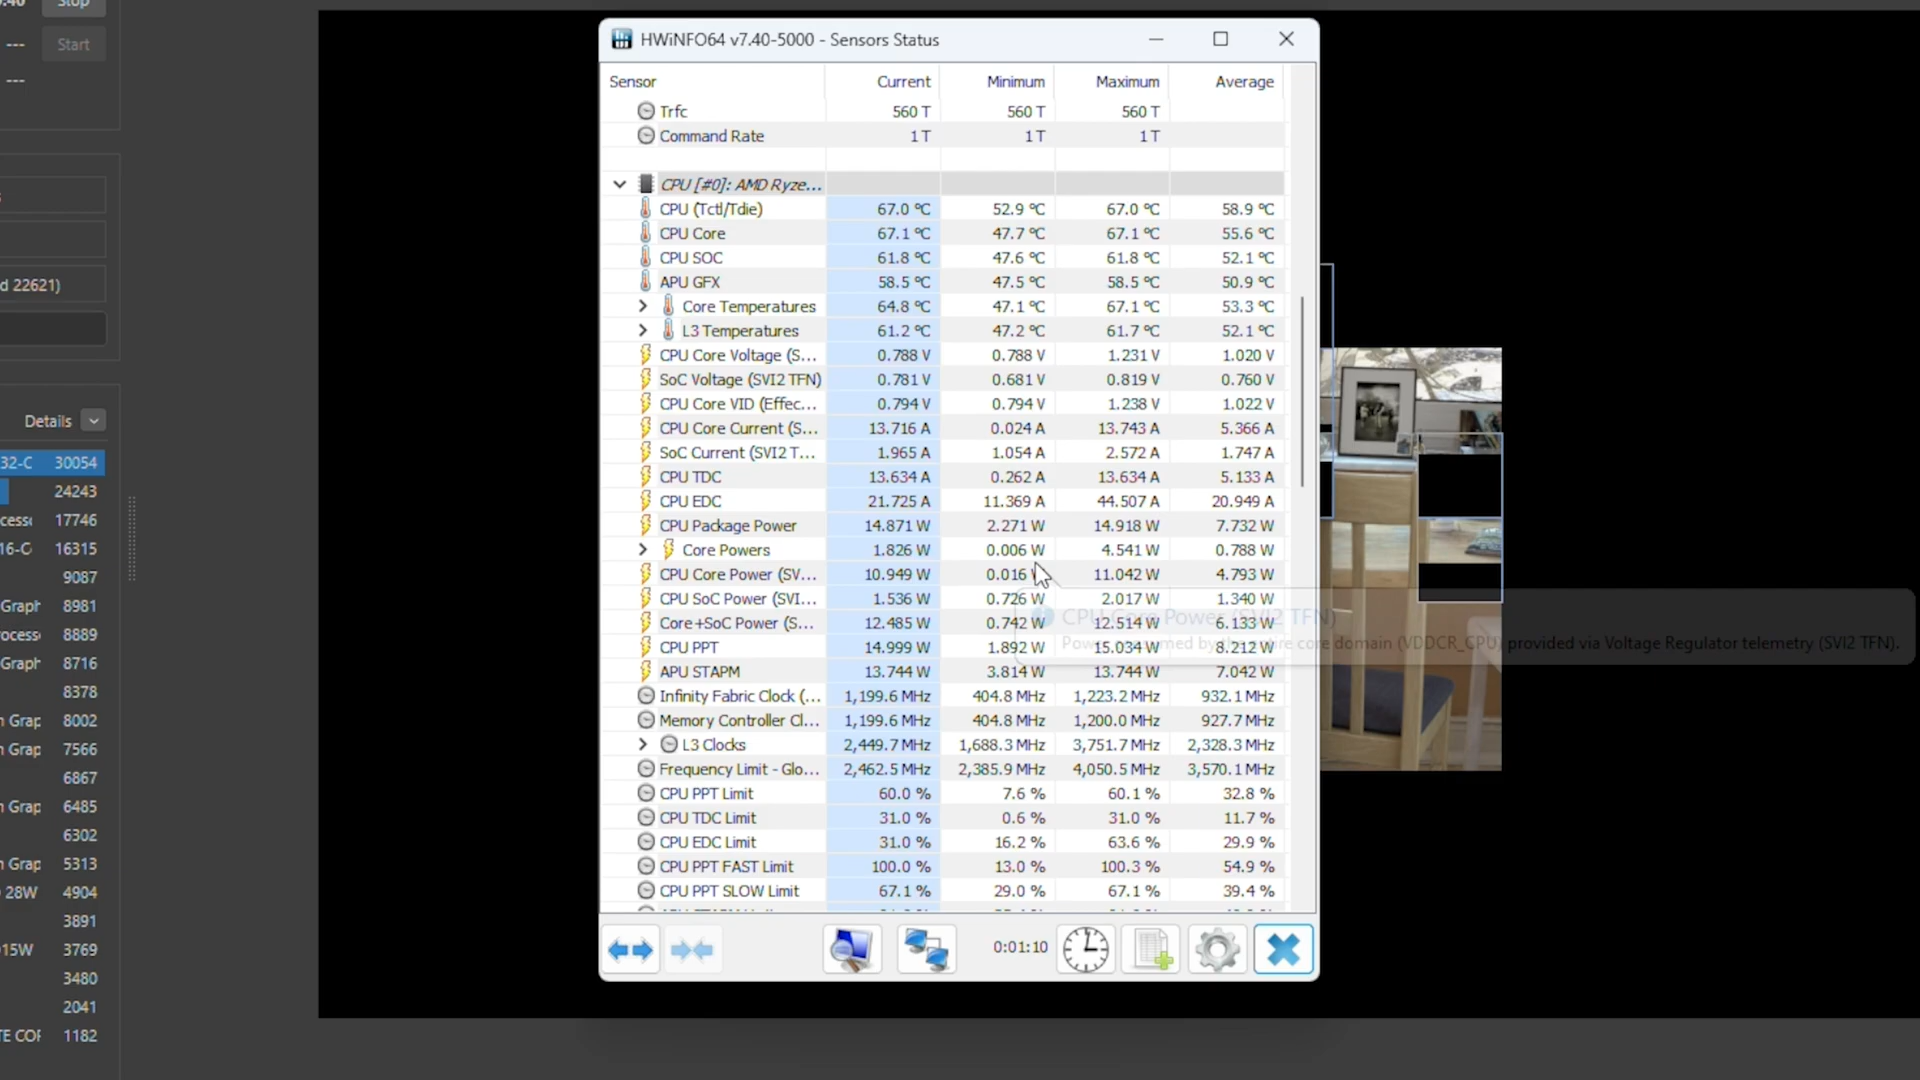 Stop
---
Start
---
d 22621)
Details
32-C 30054
24243
17746
16-C 16315
9087
Graph 8981
8889
Graph 8716
8378
Grap 8002
Grap 7566
6867
Grap 6485
6302
Grap 5313
28W 4904
3891
015W 3769
3480
2041
1182
HWiNFO64 v7.40-5000 - Sensors Status
Sensor Current Minimum Maximum Average
Trfc 560 T 560 T 560 T
Command Rate 1 T 1 T 1 T
CPU [#0]: AMD Ryze...
CPU (Tctl/Tdie) 67.0 °C 52.9 °C 67.0 °C 58.9 °C
CPU Core 67.1 °C 47.7 °C 67.1 °C 55.6 °C
CPU SOC 61.8 °C 47.6 °C 61.8 °C 52.1 °C
APU GFX 58.5 °C 47.5 °C 58.5 °C 50.9 °C
Core Temperatures 64.8 °C 47.1 °C 67.1 °C 53.3 °C
L3 Temperatures 61.2 °C 47.2 °C 61.7 °C 52.1 °C
CPU Core Voltage (S... 0.788 V 0.788 V 1.231 V 1.020 V
SoC Voltage (SVI2 TFN) 0.781 V 0.681 V 0.819 V 0.760 V
CPU Core VID (Effec... 0.794 V 0.794 V 1.238 V 1.022 V
CPU Core Current (S... 13.716 A 0.024 A 13.743 A 5.366 A
SoC Current (SVI2 T... 1.965 A 1.054 A 2.572 A 1.747 A
CPU TDC 13.634 A 0.262 A 13.634 A 5.133 A
CPU EDC 21.725 A 11.369 A 44.507 A 20.949 A
CPU Package Power 14.871 W 2.271 W 14.918 W 7.732 W
Core Powers 1.826 W 0.006 W 4.541 W 0.788 W
CPU Core Power (SV... 10.949 W 0.016 W 11.042 W 4.793 W
CPU SoC Power (SVI... 1.536 W 0.726 W 2.017 W 1.340 W
Core+SoC Power (S... 12.485 W 0.742 W 12.514 W 6.133 W
CPU PPT 14.999 W 1.892 W 15.034 W 8.212 W
APU STAPM 13.744 W 3.814 W 13.744 W 7.042 W
Infinity Fabric Clock (... 1,199.6 MHz 404.8 MHz 1,223.2 MHz 932.1 MHz
Memory Controller Cl... 1,199.6 MHz 404.8 MHz 1,200.0 MHz 927.7 MHz
L3 Clocks 2,449.7 MHz 1,688.3 MHz 3,751.7 MHz 2,328.3 MHz
Frequency Limit - Glo... 2,462.5 MHz 2,385.9 MHz 4,050.5 MHz 3,570.1 MHz
CPU PPT Limit 60.0 % 7.6 % 60.1 % 32.8 %
CPU TDC Limit 31.0 % 0.6 % 31.0 % 11.7 %
CPU EDC Limit 31.0 % 16.2 % 63.6 % 29.9 %
CPU PPT FAST Limit 100.0 % 13.0 % 100.3 % 54.9 %
CPU PPT SLOW Limit 67.1 % 29.0 % 67.1 % 39.4 %
CPU Core Power (SVI2 TFN)
Power consumed by the entire core domain (VDDCR_CPU) provided via Voltage Regulator telemetry (SVI2 TFN).
0:01:10